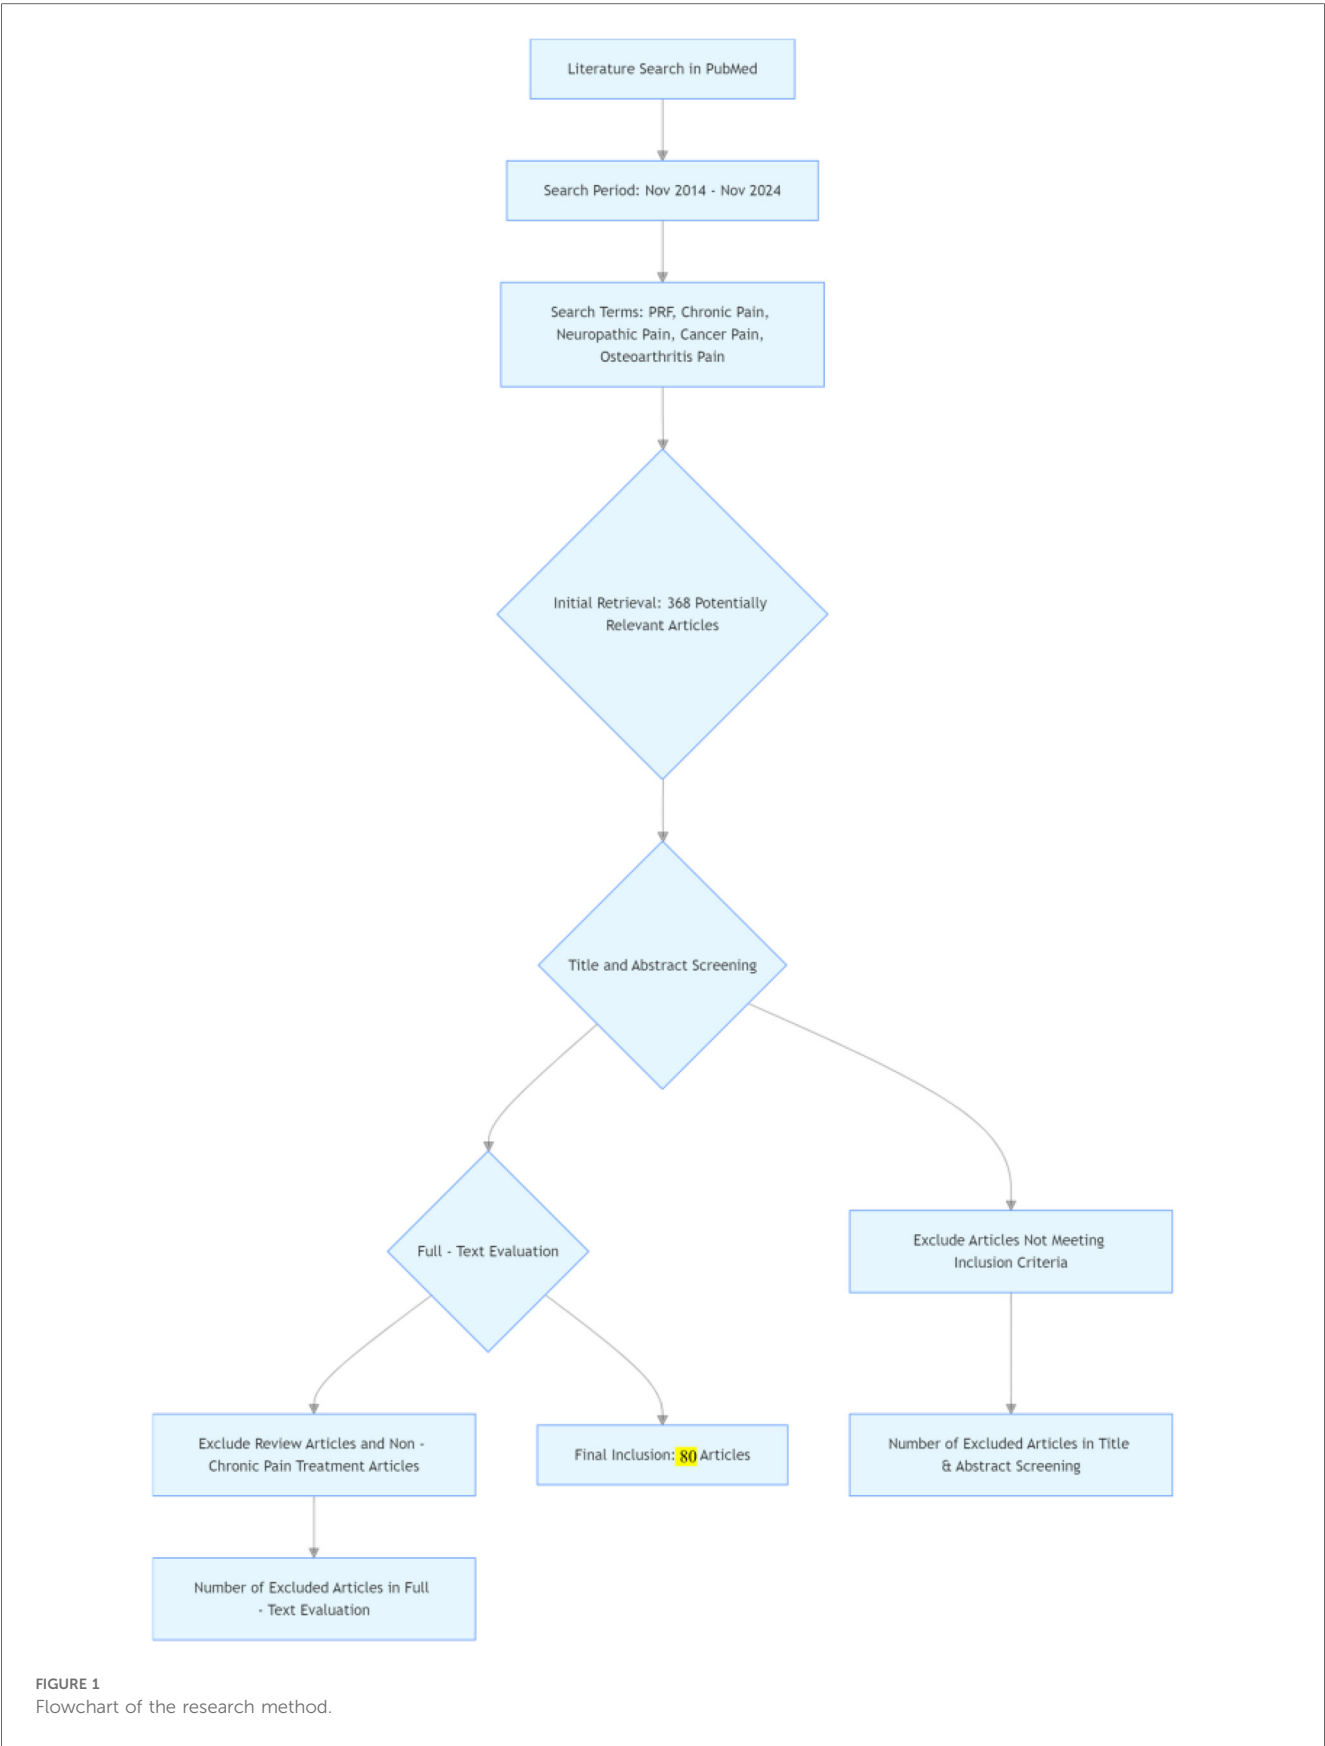 Literature Search in PubMed
Search Period: Nov 2014 - Nov 2024
Search Terms: PRF, Chronic Pain,
Neuropathic Pain, Cancer Pain,
Osteoarthritis Pain
Initial Retrieval: 368 Potentially
Relevant Articles
Title and Abstract Screening
Full - Text Evaluation
Exclude Articles Not Meeting
Inclusion Criteria
Exclude Review Articles and Non -
Chronic Pain Treatment Articles
Final Inclusion: 80 Articles
Number of Excluded Articles in Title
& Abstract Screening
Number of Excluded Articles in Full
- Text Evaluation
FIGURE 1
Flowchart of the research method.